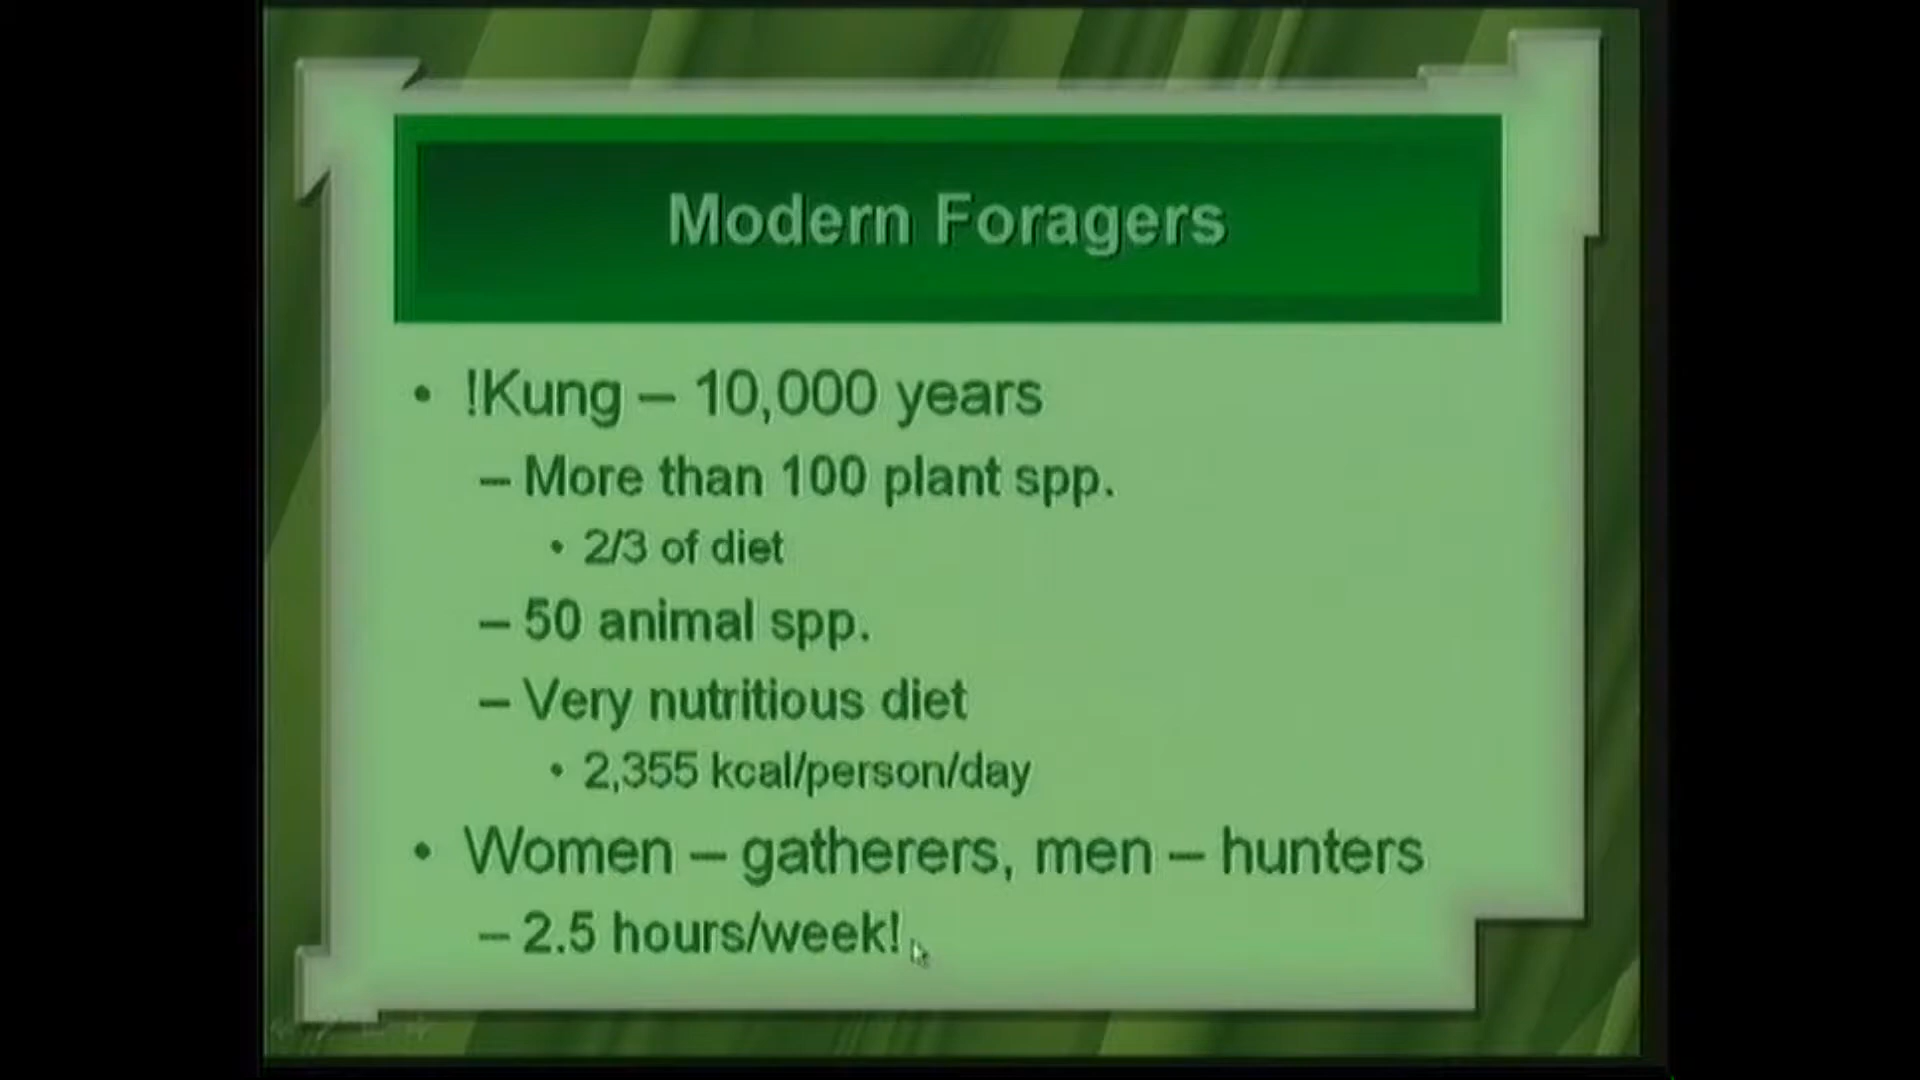 Modern Foragers
• !Kung – 10,000 years
– More than 100 plant spp.
• 2/3 of diet
– 50 animal spp.
– Very nutritious diet
• 2,355 kcal/person/day
• Women – gatherers, men – hunters
– 2.5 hours/week!